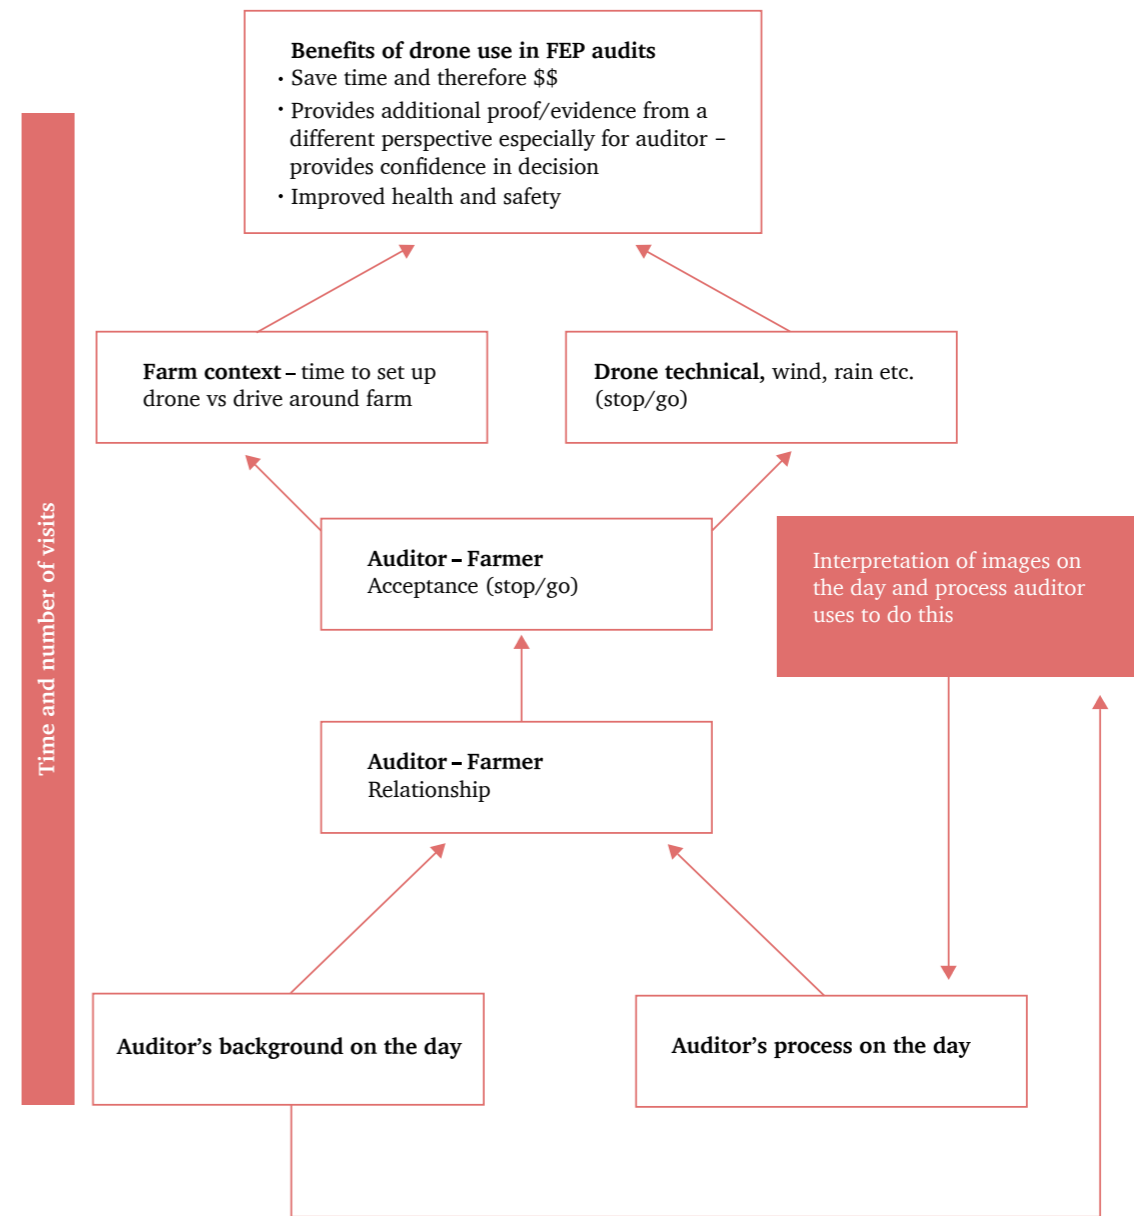 Benefits of drone use in FEP audits
· Save time and therefore $$
· Provides additional proof/evidence from a
different perspective especially for auditor –
provides confidence in decision
· Improved health and safety
Farm context – time to set up
drone vs drive around farm
Drone technical, wind, rain etc.
(stop/go)
Time and number of visits
Auditor – Farmer
Acceptance (stop/go)
Interpretation of images on
the day and process auditor
uses to do this
Auditor – Farmer
Relationship
Auditor’s background on the day
Auditor’s process on the day